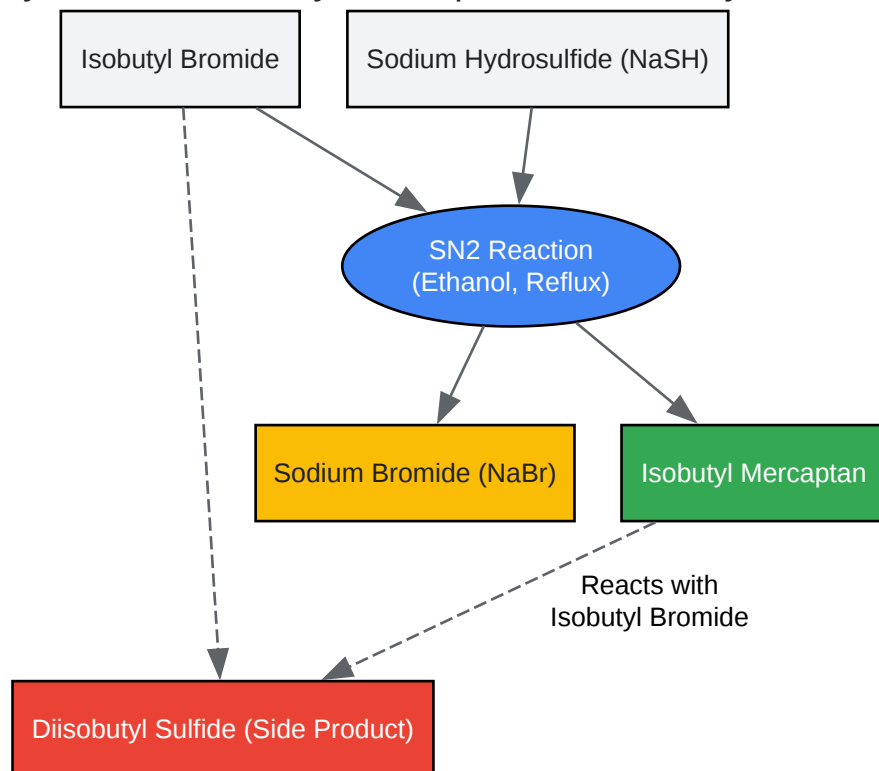 Isobutyl Bromide
Sodium Hydrosulfide (NaSH)
SN2 Reaction
(Ethanol, Reflux)
Sodium Bromide (NaBr)
Isobutyl Mercaptan
Reacts with
Isobutyl Bromide
Diisobutyl Sulfide (Side Product)